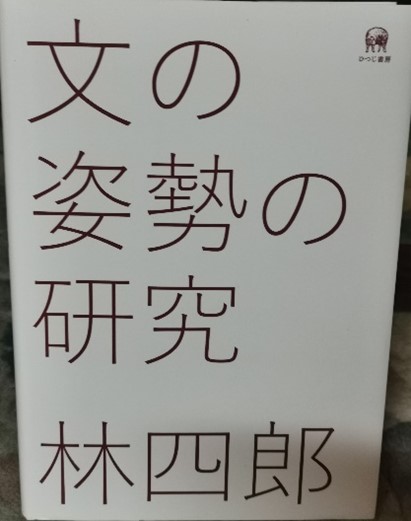 文の
ひつじ書房
姿勢の
研究
林四郎